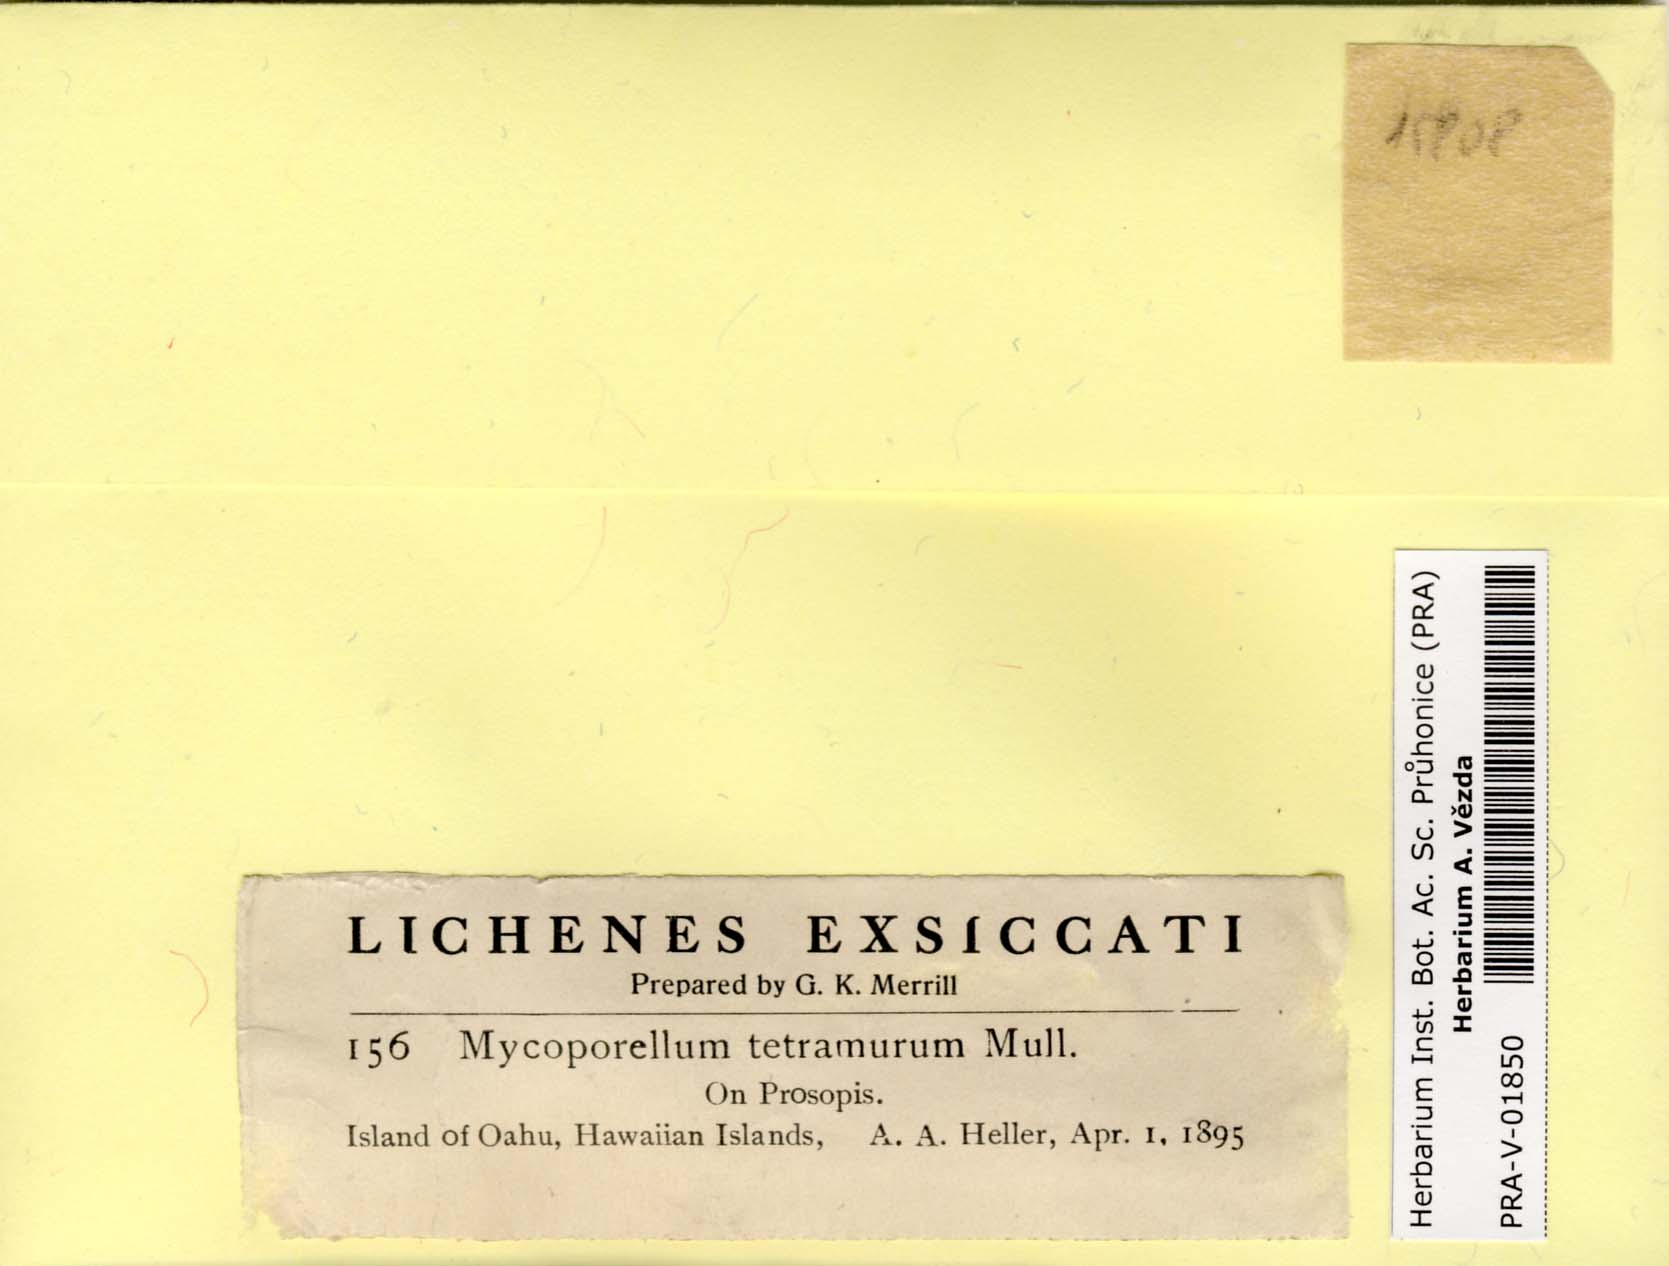 LICHENES EXSICCATI
Prepared by G. K. Merrill
156 Mycoporellum tetramurum Mull.
On Prosopis.
Island of Oahu, Hawaiian Islands, A. A. Heller, Apr. 1, 1895
Herbarium Inst. Bot. Ac. Sc. Průhonice (PRA)
Herbarium A. Vězda
PRA-V-01850